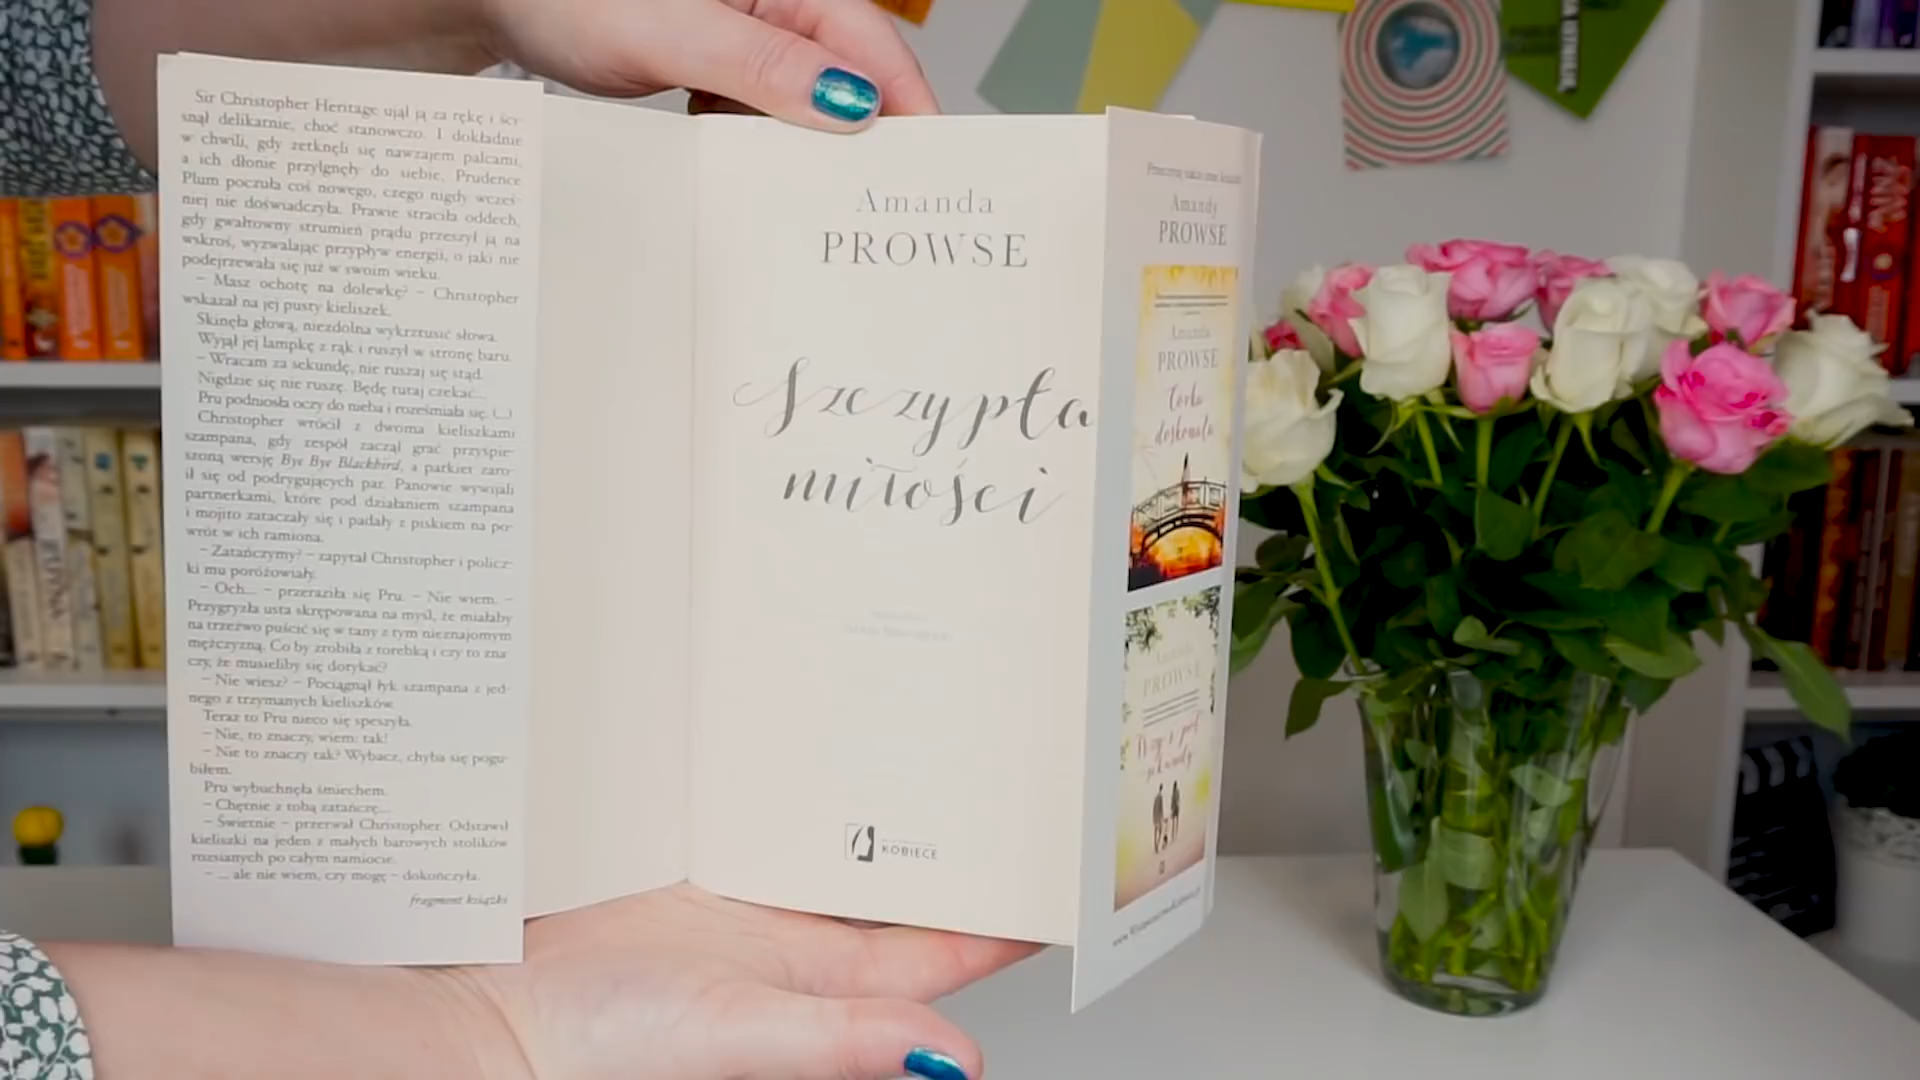 Sir Christopher Heritage ujął ją za rękę i ści-
snął delikatnie, choć stanowczo. I dokładnie
w chwili, gdy zetknęli się nawzajem palcami,
a ich dłonie przylgnęły do siebie, Prudence
Plum poczuła coś nowego, czego nigdy wcześ-
niej nie doświadczyła. Prawie straciła oddech,
gdy gwałtowny strumień prądu przeszył ją na
wskroś, wyzwalając przypływ energii, o jaki nie
podejrzewała się już w swoim wieku.
– Masz ochotę na dolewkę? – Christopher
wskazał na jej pusty kieliszek.
Skinęła głową, niezdolna wykrztusić słowa.
Wyjął jej lampkę z rąk i ruszył w stronę baru.
– Wracam za sekundę, nie ruszaj się stąd.
Nigdzie się nie ruszę. Będę tutaj czekać...
Pru podniosła oczy do nieba i roześmiała się. (...)
Christopher wrócił z dwoma kieliszkami
szampana, gdy zespół zaczął grać przyspie-
szoną wersję Bye Bye Blackbird, a parkiet zaro-
ił się od podrygujących par. Panowie wywijali
partnerkami, które pod działaniem szampana
i mojito zataczały się i padały z piskiem na po-
wrót w ich ramiona.
– Zatańczymy? – zapytał Christopher i policz-
ki mu poróżowiały.
– Och... – przeraziła się Pru. – Nie wiem. –
Przygryzła usta skrępowana na myśl, że miałaby
na trzeźwo puścić się w tany z tym nieznajomym
mężczyzną. Co by zrobiła z torebką i czy to zna-
czy, że musieliby się dotykać?
– Nie wiesz? – Pociągnął łyk szampana z jed-
nego z trzymanych kieliszków.
Teraz to Pru nieco się speszyła.
– Nie, to znaczy, wiem: tak!
– Nie to znaczy tak? Wybacz, chyba się pogu-
biłem.
Pru wybuchnęła śmiechem.
– Chętnie z tobą zatańczę...
– Świetnie – przerwał Christopher. Odstawił
kieliszki na jeden z małych barowych stolików
rozsianych po całym namiocie.
– ... ale nie wiem, czy mogę – dokończyła.
fragment książki
Amanda
PROWSE
Szczypta
miłości
KOBIECE
Amandy
PROWSE
Amanda
PROWSE
Córka
doskonała
PROWSE